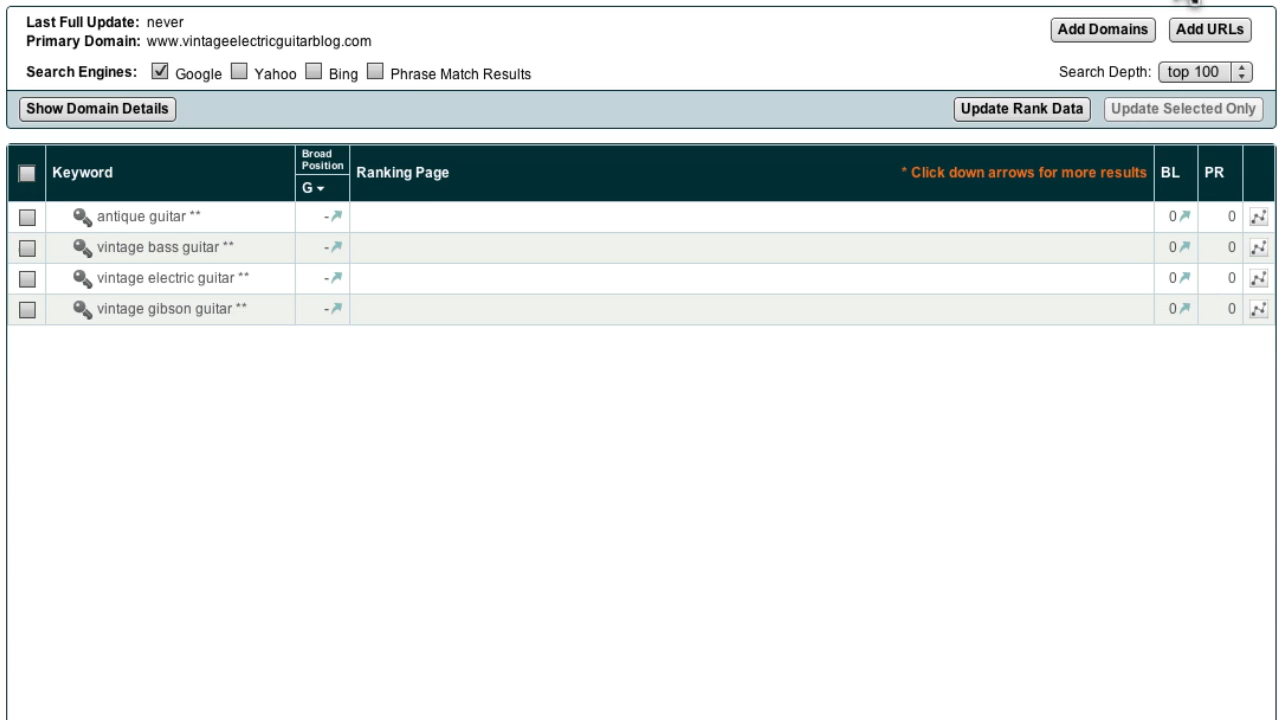 Last Full Update: never
Primary Domain: www.vintageelectricguitarblog.com
Add Domains
Add URLs
Search Engines: Google Yahoo Bing Phrase Match Results
Search Depth: top 100
Show Domain Details
Update Rank Data
Update Selected Only
Keyword
Broad
Position
G
Ranking Page
* Click down arrows for more results
BL
PR
antique guitar ** - 0 0
vintage bass guitar ** - 0 0
vintage electric guitar ** - 0 0
vintage gibson guitar ** - 0 0